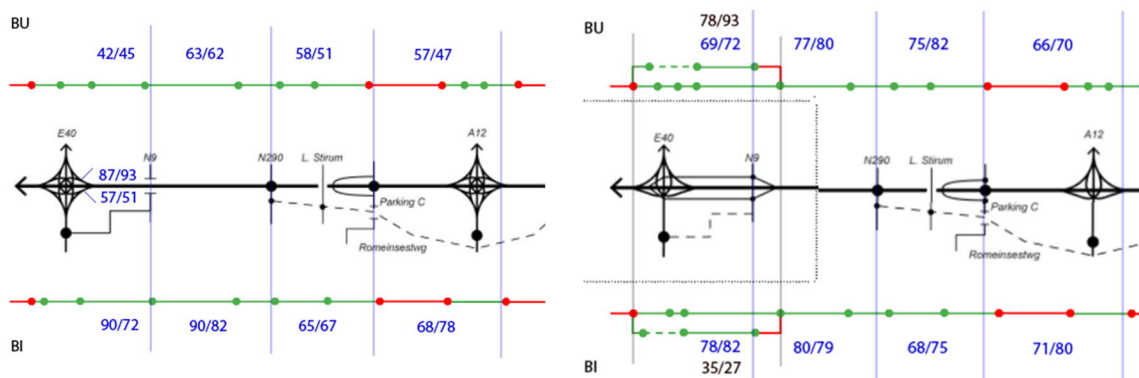 BU
42/45
63/62
58/51
57/47
E40
87/93
57/51
N9
N290
L. Stirum
A12
Parking C
Romeinsestwg
90/72
90/82
65/67
68/78
BI
BU
78/93
69/72
77/80
75/82
66/70
E40
N9
N290
L. Stirum
A12
Parking C
Romeinsestwg
78/82
80/79
68/75
71/80
35/27
BI